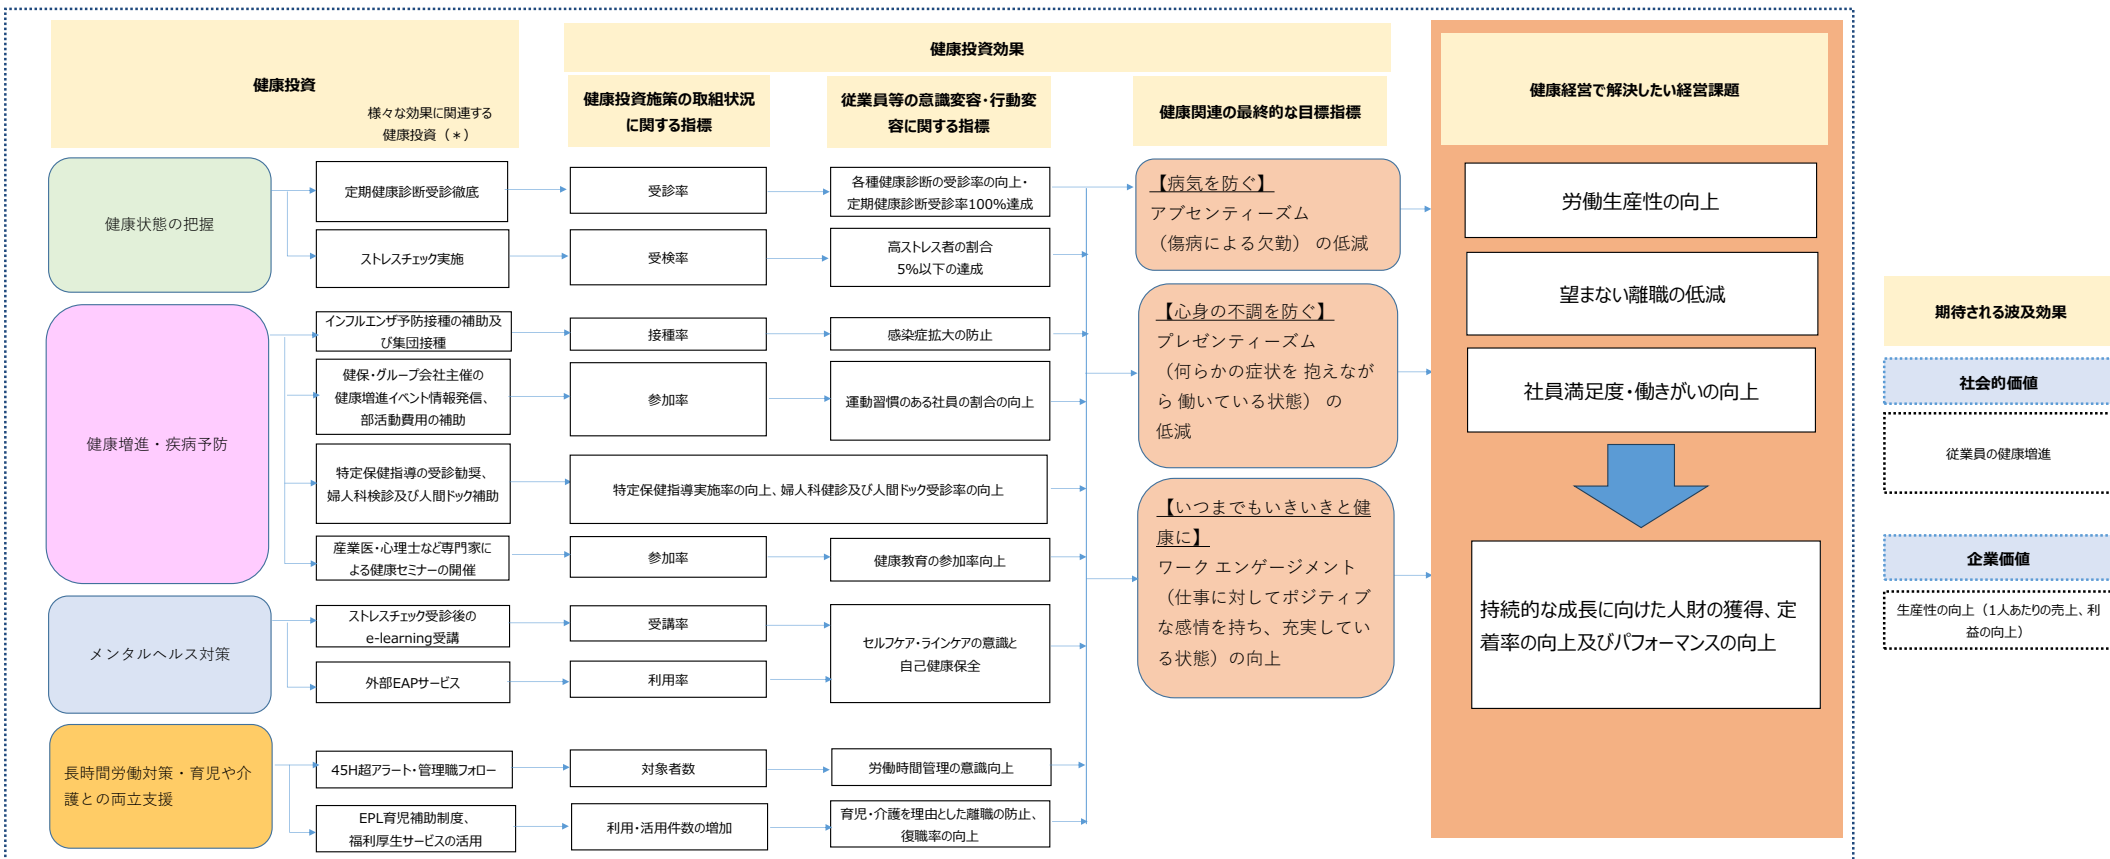 健康投資
様々な効果に関連する
健康投資（＊）
健康投資効果
健康投資施策の取組状況
に関する指標
従業員等の意識変容・行動変
容に関する指標
健康関連の最終的な目標指標
健康経営で解決したい経営課題
健康状態の把握
定期健康診断受診徹底
受診率
各種健康診断の受診率の向上・
定期健康診断受診率100%達成
ストレスチェック実施
受検率
高ストレス者の割合
5%以下の達成
健康増進・疾病予防
インフルエンザ予防接種の補助及
び集団接種
接種率
感染症拡大の防止
健保・グループ会社主催の
健康増進イベント情報発信、
部活動費用の補助
参加率
運動習慣のある社員の割合の向上
特定保健指導の受診勧奨、
婦人科検診及び人間ドック補助
特定保健指導実施率の向上、婦人科健診及び人間ドック受診率の向上
産業医・心理士など専門家に
よる健康セミナーの開催
参加率
健康教育の参加率向上
メンタルヘルス対策
ストレスチェック受診後の
e-learning受講
受講率
セルフケア・ラインケアの意識と
自己健康保全
外部EAPサービス
利用率
長時間労働対策・育児や介
護との両立支援
45H超アラート・管理職フォロー
対象者数
労働時間管理の意識向上
EPL育児補助制度、
福利厚生サービスの活用
利用・活用件数の増加
育児・介護を理由とした離職の防止、
復職率の向上
【病気を防ぐ】
アブセンティーズム
（傷病による欠勤） の低減
【心身の不調を防ぐ】
プレゼンティーズム
（何らかの症状を 抱えなが
ら 働いている状態） の
低減
【いつまでもいきいきと健
康に】
ワーク エンゲージメント
（仕事に対してポジティブ
な感情を持ち、充実してい
る状態）の向上
労働生産性の向上
望まない離職の低減
社員満足度・働きがいの向上
持続的な成長に向けた人財の獲得、定
着率の向上及びパフォーマンスの向上
期待される波及効果
社会的価値
従業員の健康増進
企業価値
生産性の向上（1人あたりの売上、利
益の向上）